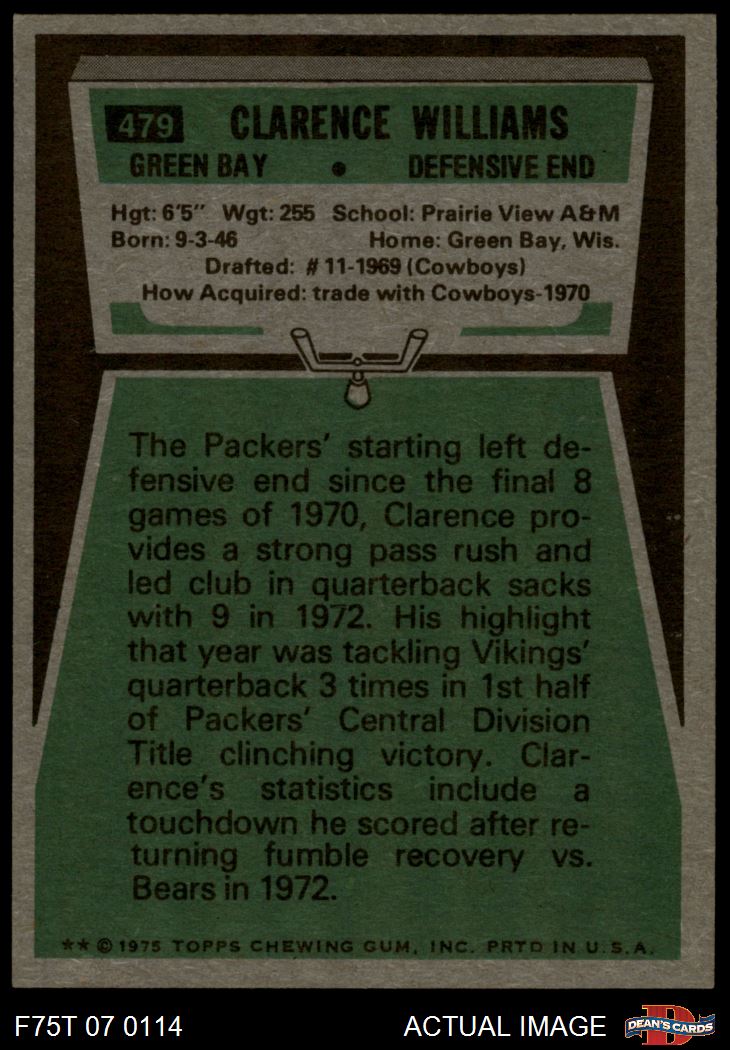 479 CLARENCE WILLIAMS
GREEN BAY • DEFENSIVE END
Hgt: 6'5" Wgt: 255 School: Prairie View A&M
Born: 9-3-46 Home: Green Bay, Wis.
Drafted: #11-1969 (Cowboys)
How Acquired: trade with Cowboys-1970
The Packers' starting left de-
fensive end since the final 8
games of 1970, Clarence pro-
vides a strong pass rush and
led club in quarterback sacks
with 9 in 1972. His highlight
that year was tackling Vikings'
quarterback 3 times in 1st half
of Packers' Central Division
Title clinching victory. Clar-
ence's statistics include a
touchdown he scored after re-
turning fumble recovery vs.
Bears in 1972.
** © 1975 TOPPS CHEWING GUM, INC. PRTD IN U.S.A.
F75T 07 0114 ACTUAL IMAGE D DEAN'S CARDS